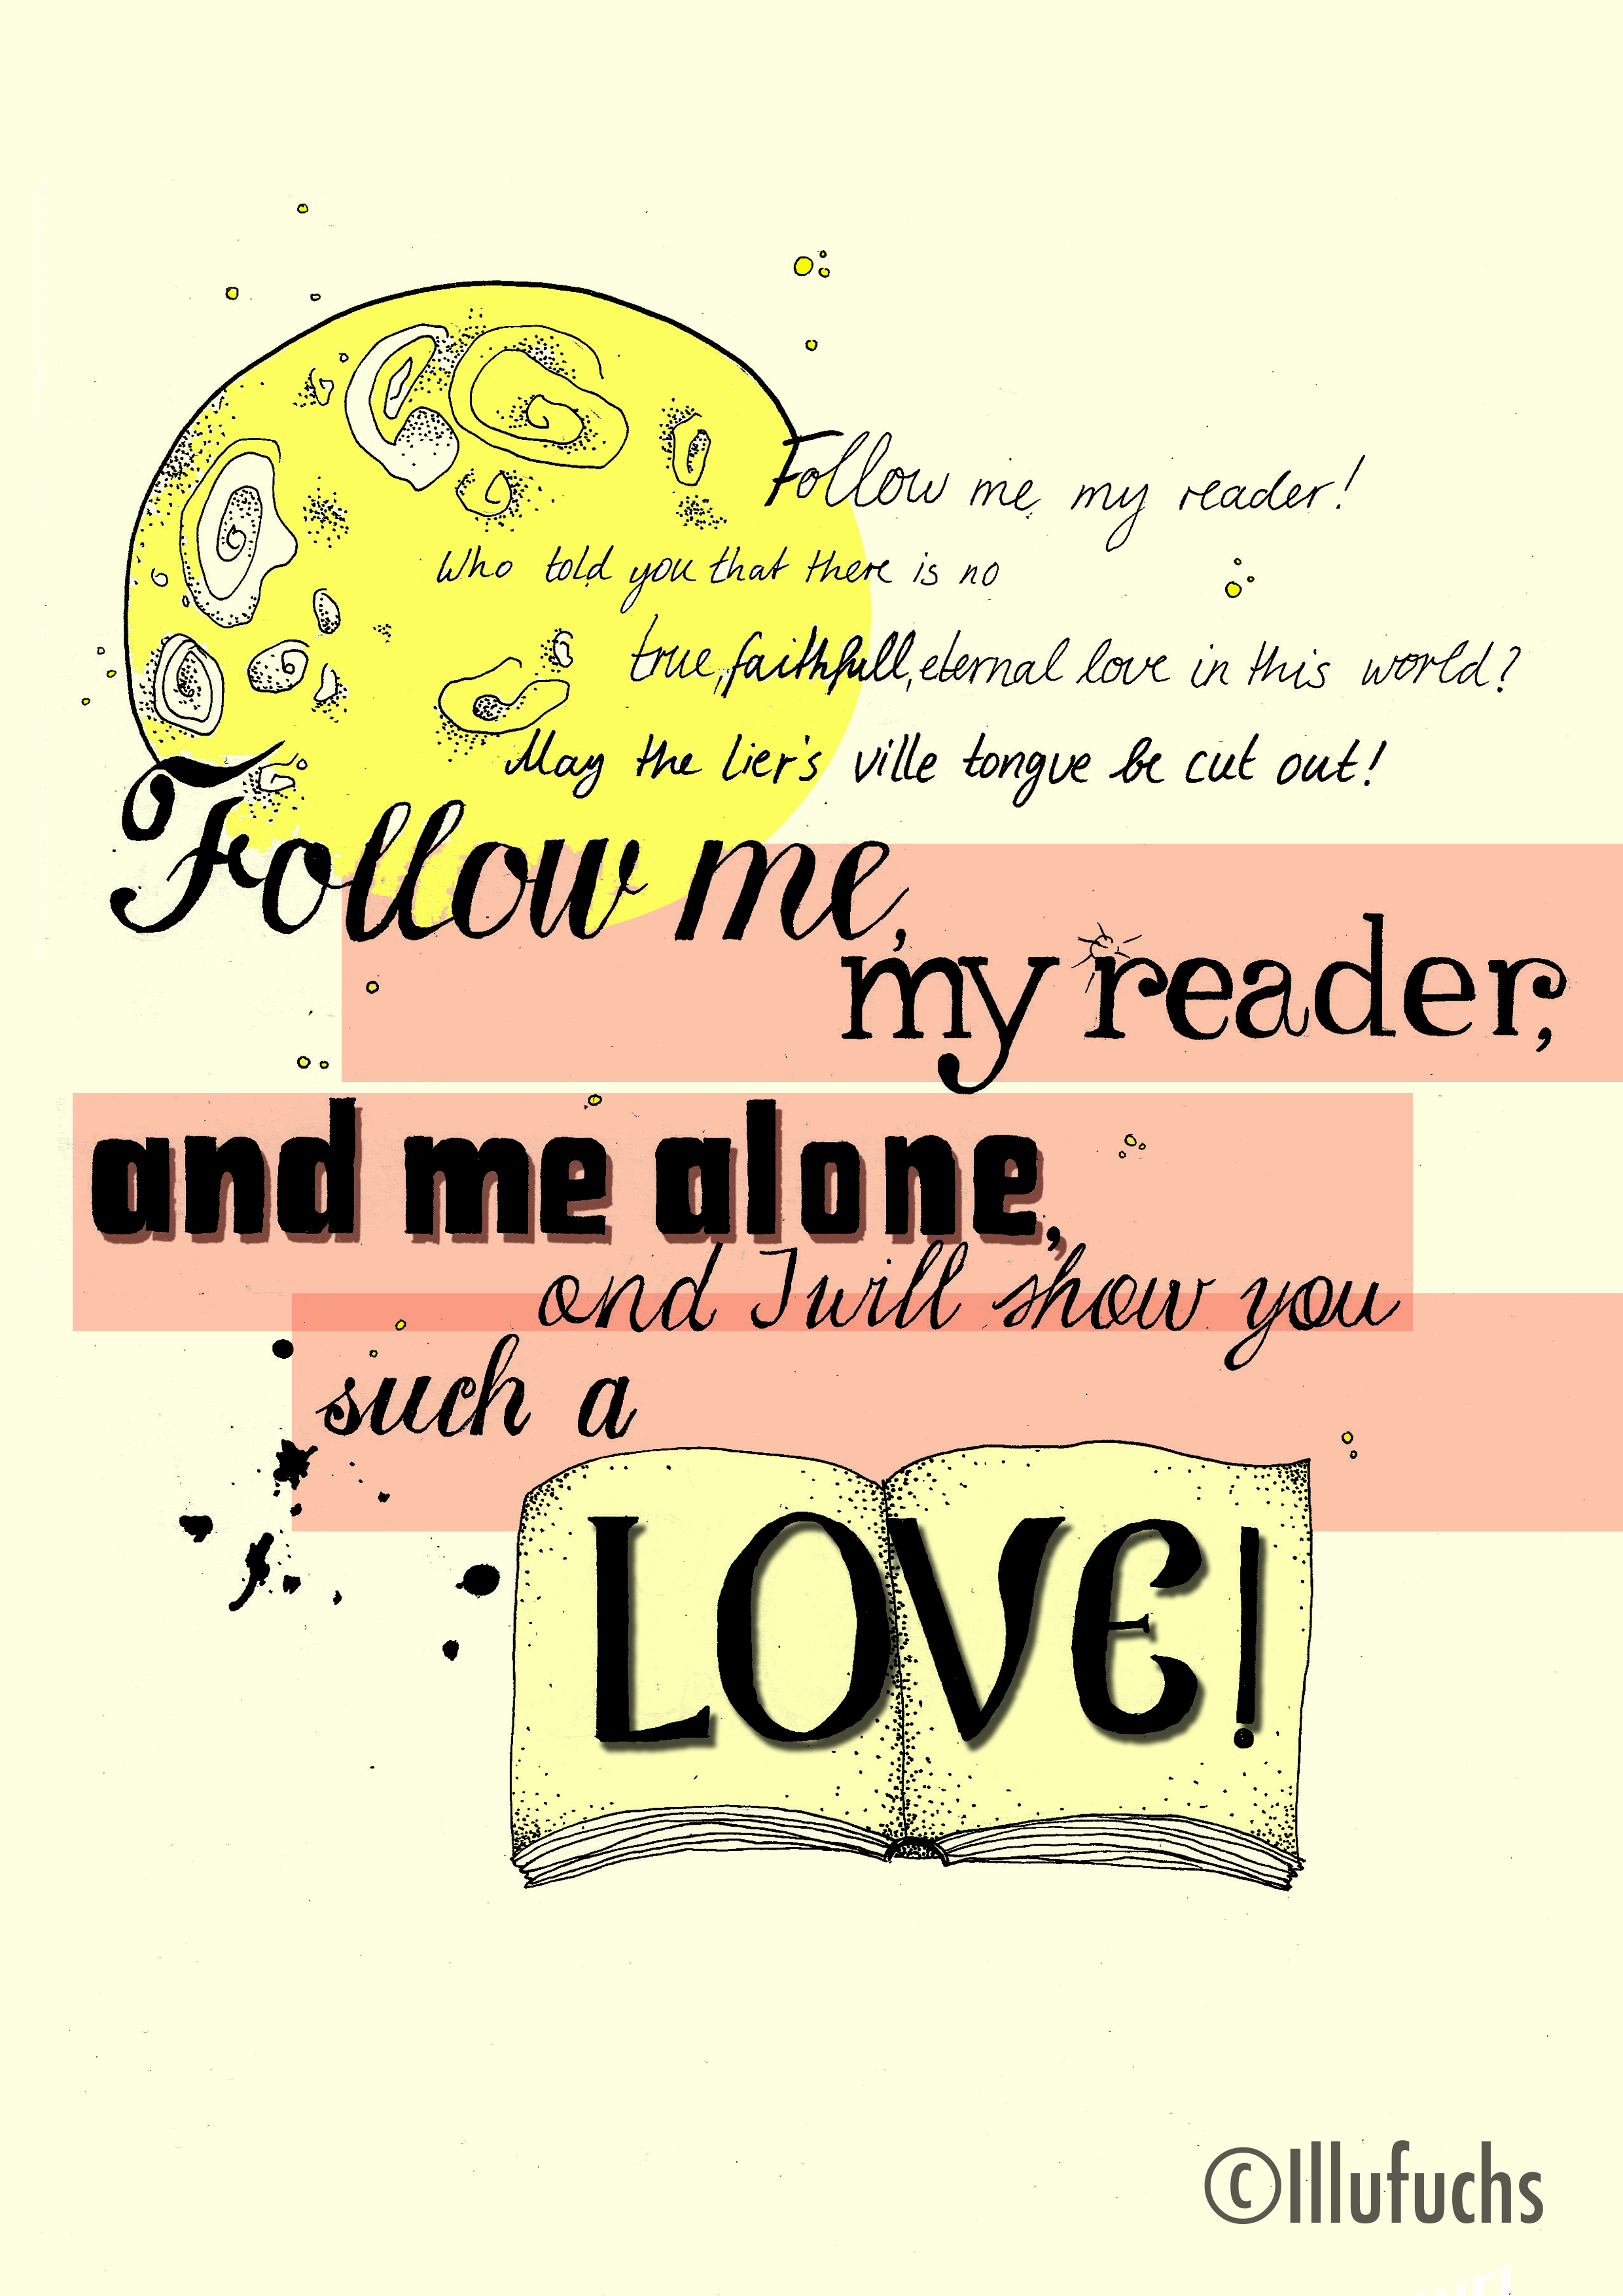 Follow me my reader!
Who told you that there is no
true, faithfull, eternal love in this world?
May the lier's ville tongue be cut out!
Follow me,
my reader,
and me alone,
and I will show you
such a
LOVE!
©Illufuchs